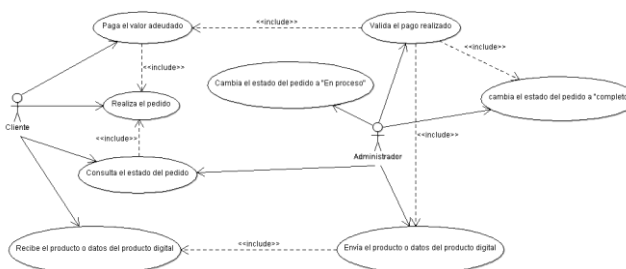 Paga el valor adeudado
<<include>>
Valida el pago realizado
<<include>>
<<include>>
Cambia el estado del pedido a "En proceso"
cambia el estado del pedido a "completo
Realiza el pedido
Cliente
<<include>>
<<include>>
Administrador
Consulta el estado del pedido
Recibe el producto o datos del producto digital
<<include>>
Envía el producto o datos del producto digital